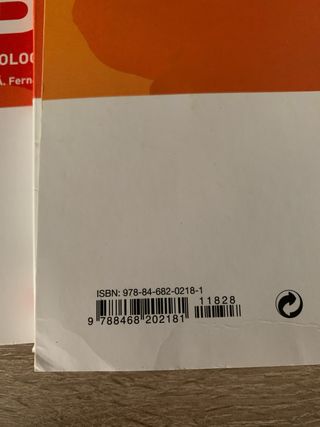 OLOG
Á. Fern
ISBN: 978-84-682-0218-1
11828
9 788468 202181